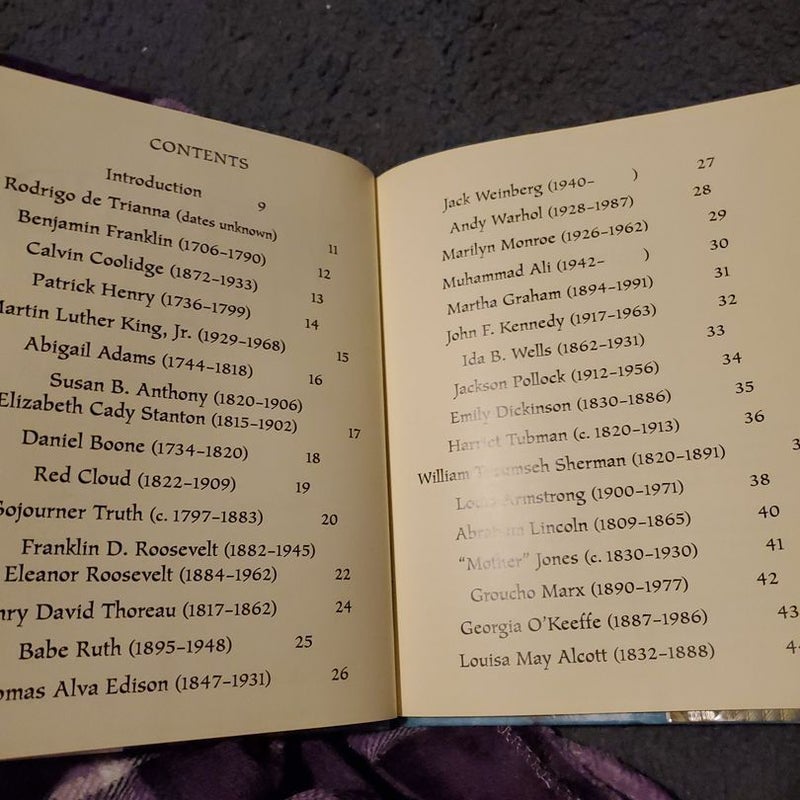 CONTENTS
Introduction 9
Rodrigo de Trianna (dates unknown) 11
Benjamin Franklin (1706–1790) 12
Calvin Coolidge (1872–1933) 13
Patrick Henry (1736–1799) 14
Martin Luther King, Jr. (1929–1968) 15
Abigail Adams (1744–1818) 16
Susan B. Anthony (1820–1906)
Elizabeth Cady Stanton (1815–1902) 17
Daniel Boone (1734–1820) 18
Red Cloud (1822–1909) 19
Sojourner Truth (c. 1797–1883) 20
Franklin D. Roosevelt (1882–1945)
Eleanor Roosevelt (1884–1962) 22
nry David Thoreau (1817–1862) 24
Babe Ruth (1895–1948) 25
omas Alva Edison (1847–1931) 26
Jack Weinberg (1940– ) 27
Andy Warhol (1928–1987) 28
Marilyn Monroe (1926–1962) 29
Muhammad Ali (1942– ) 30
Martha Graham (1894–1991) 31
John F. Kennedy (1917–1963) 32
Ida B. Wells (1862–1931) 33
Jackson Pollock (1912–1956) 34
Emily Dickinson (1830–1886) 35
Harriet Tubman (c. 1820–1913) 36
William Tecumseh Sherman (1820–1891)
Louis Armstrong (1900–1971) 38
Abraham Lincoln (1809–1865) 40
“Mother” Jones (c. 1830–1930) 41
Groucho Marx (1890–1977) 42
Georgia O'Keeffe (1887–1986) 43
Louisa May Alcott (1832–1888)